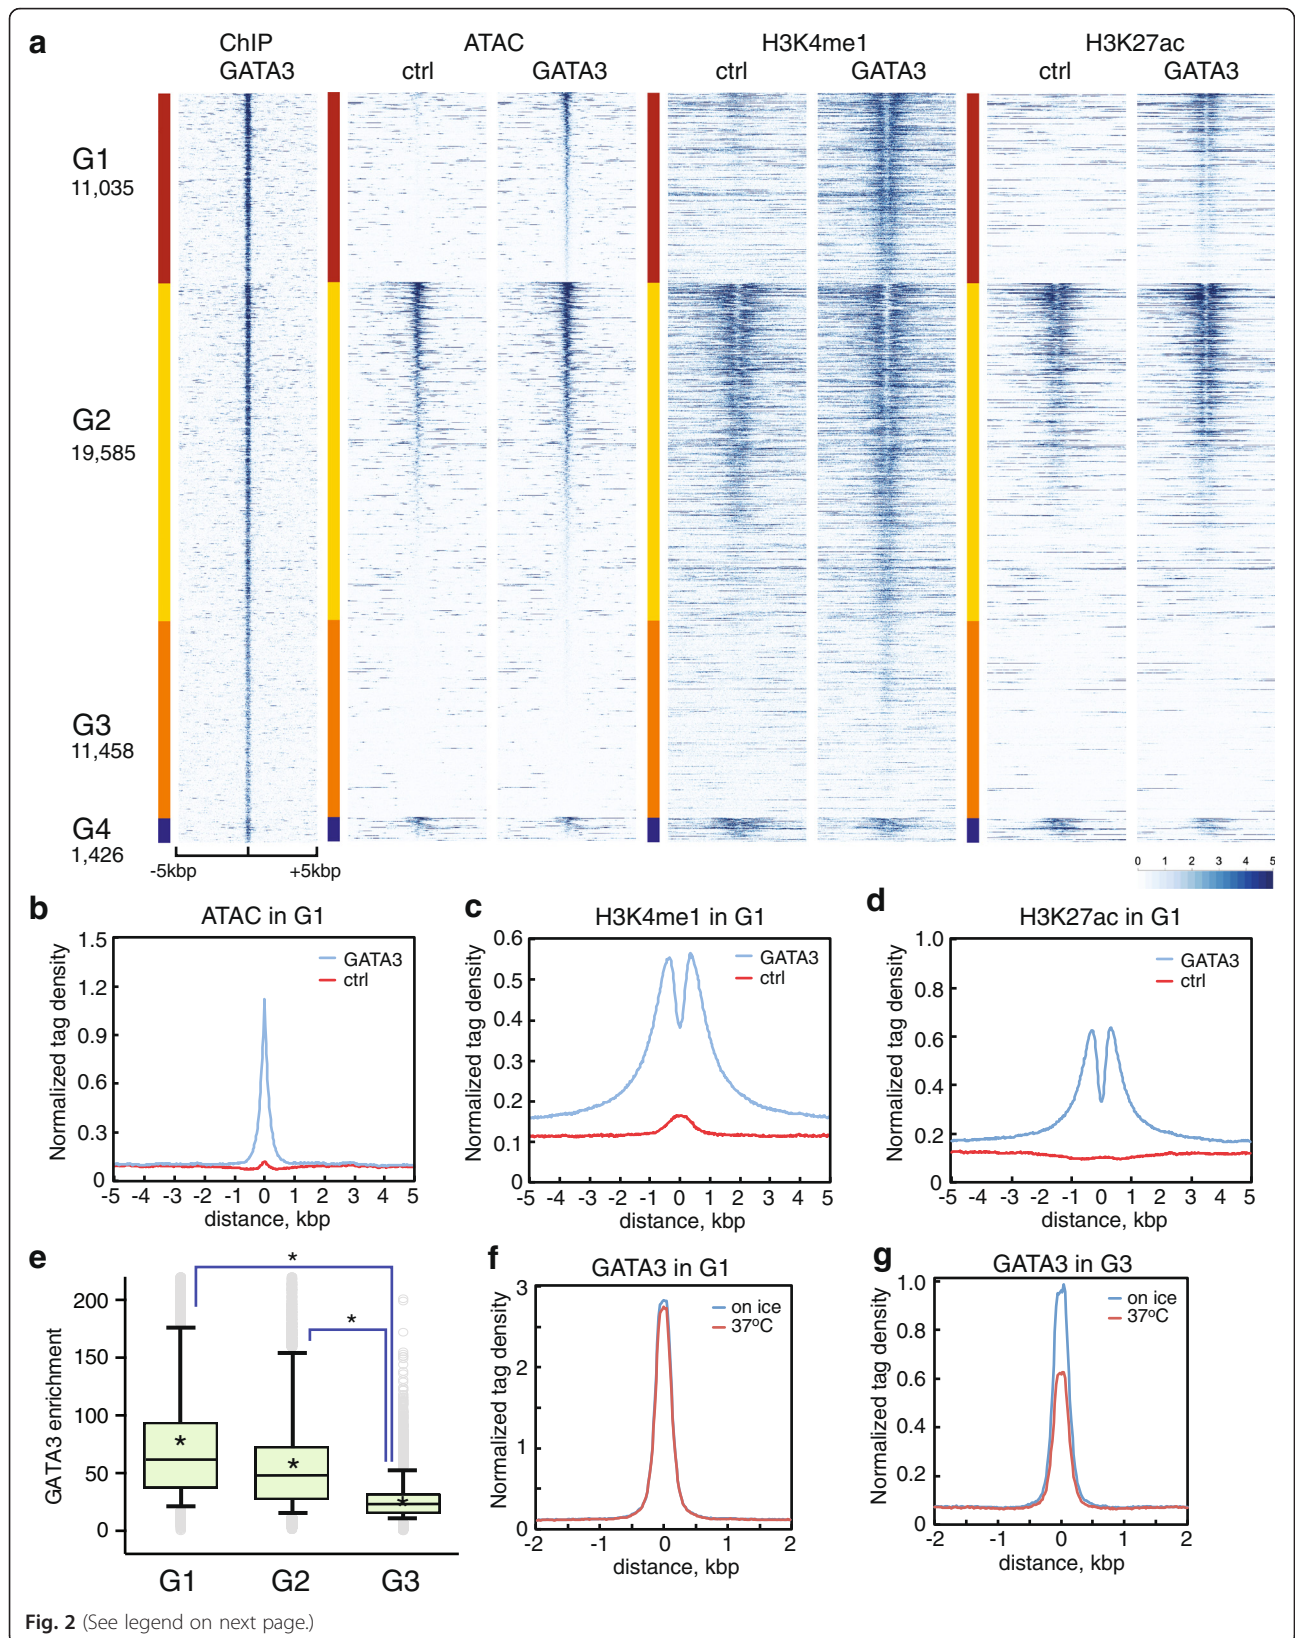 a
ChIP ATAC H3K4me1 H3K27ac
GATA3 ctrl GATA3 ctrl GATA3 ctrl GATA3
G1
11,035
G2
19,585
G3
11,458
G4
1,426
-5kbp +5kbp
0 1 2 3 4 5
b
ATAC in G1
Normalized tag density
1.5
1.2
0.9
0.6
0.3
0
GATA3
ctrl
-5 -4 -3 -2 -1 0 1 2 3 4 5
distance, kbp
c
H3K4me1 in G1
Normalized tag density
0.6
0.5
0.4
0.3
0.2
0.1
0
GATA3
ctrl
-5 -4 -3 -2 -1 0 1 2 3 4 5
distance, kbp
d
H3K27ac in G1
Normalized tag density
1.0
0.8
0.6
0.4
0.2
0
GATA3
ctrl
-5 -4 -3 -2 -1 0 1 2 3 4 5
distance, kbp
e
GATA3 enrichment
200
150
100
50
0
*
*
* * *
G1 G2 G3
f
GATA3 in G1
Normalized tag density
3
2
1
0
on ice
37ºC
-2 -1 0 1 2
distance, kbp
g
GATA3 in G3
Normalized tag density
1.0
0.8
0.6
0.4
0.2
0
on ice
37ºC
-2 -1 0 1 2
distance, kbp
Fig. 2 (See legend on next page.)